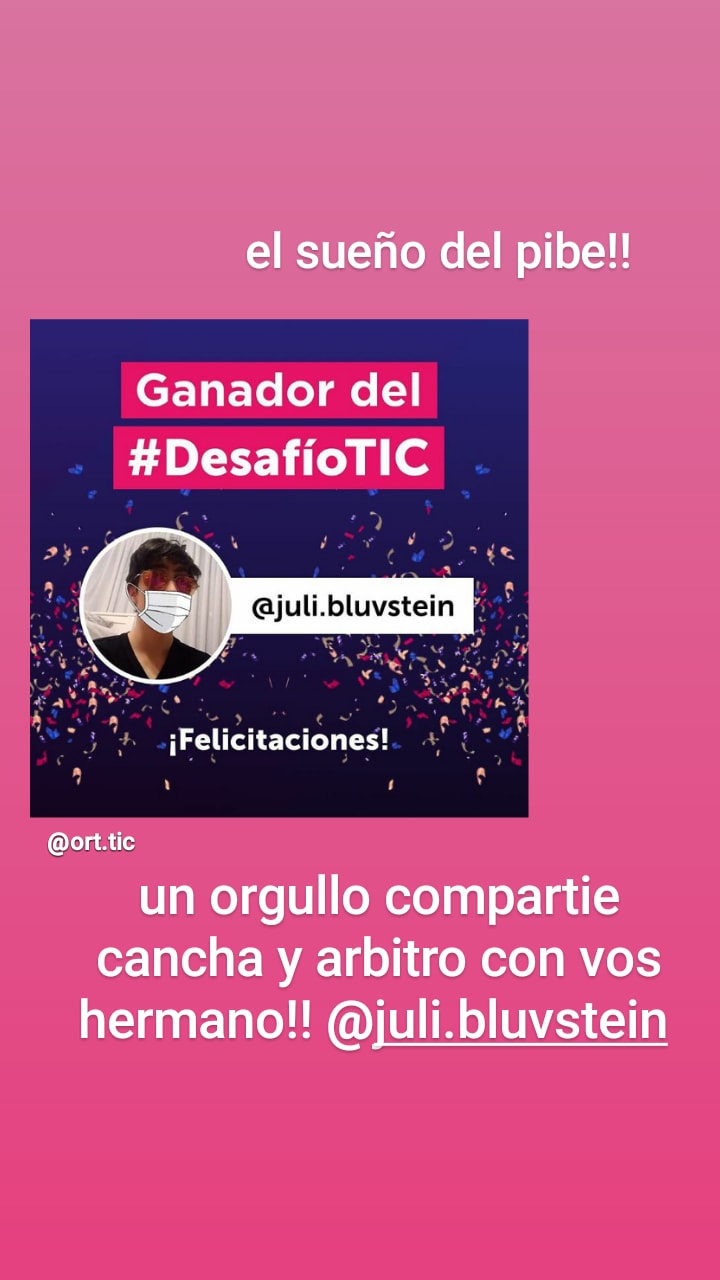 el sueño del pibe!!
Ganador del
#DesafíoTIC
@juli.bluvstein
¡Felicitaciones!
@ort.tic
un orgullo compartie
cancha y arbitro con vos
hermano!! @juli.bluvstein